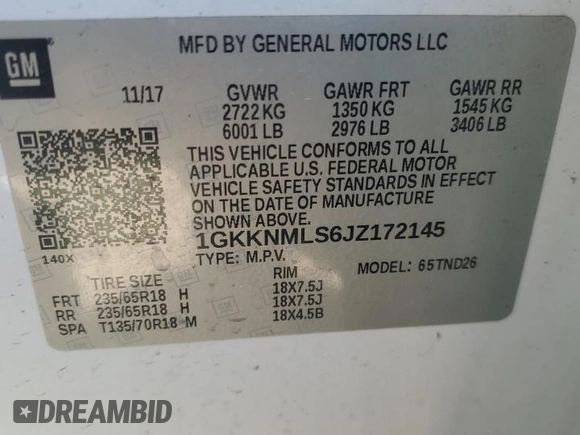 GM
MFD BY GENERAL MOTORS LLC
11/17 GVWR GAWR FRT GAWR RR
2722 KG 1350 KG 1545 KG
6001 LB 2976 LB 3406 LB
THIS VEHICLE CONFORMS TO ALL
APPLICABLE U.S. FEDERAL MOTOR
VEHICLE SAFETY STANDARDS IN EFFECT
ON THE DATE OF MANUFACTURE
SHOWN ABOVE.
1GKKNMLS6JZ172145
140X
TYPE: M.P.V. MODEL: 65TND26
TIRE SIZE RIM
FRT 235/65R18 H 18X7.5J
RR 235/65R18 H 18X7.5J
SPA T135/70R18 M 18X4.5B
DREAMBID